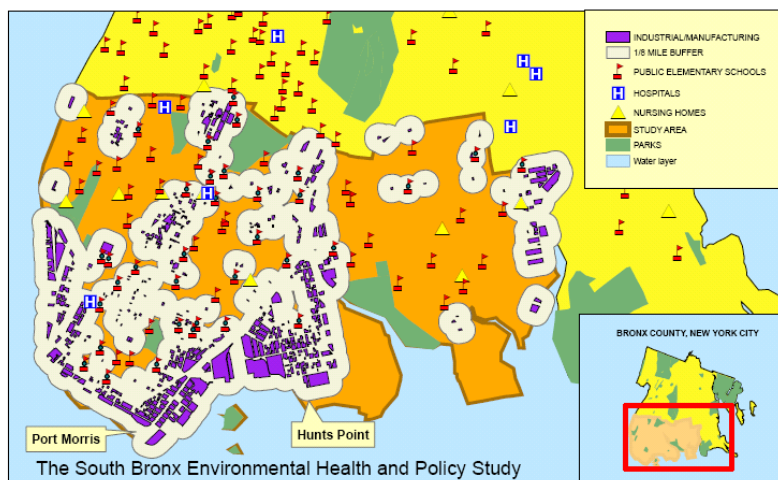 INDUSTRIAL/MANUFACTURING
1/8 MILE BUFFER
PUBLIC ELEMENTARY SCHOOLS
H HOSPITALS
NURSING HOMES
STUDY AREA
PARKS
Water layer
H
H
H
H
H
H
H
BRONX COUNTY, NEW YORK CITY
Port Morris
Hunts Point
The South Bronx Environmental Health and Policy Study